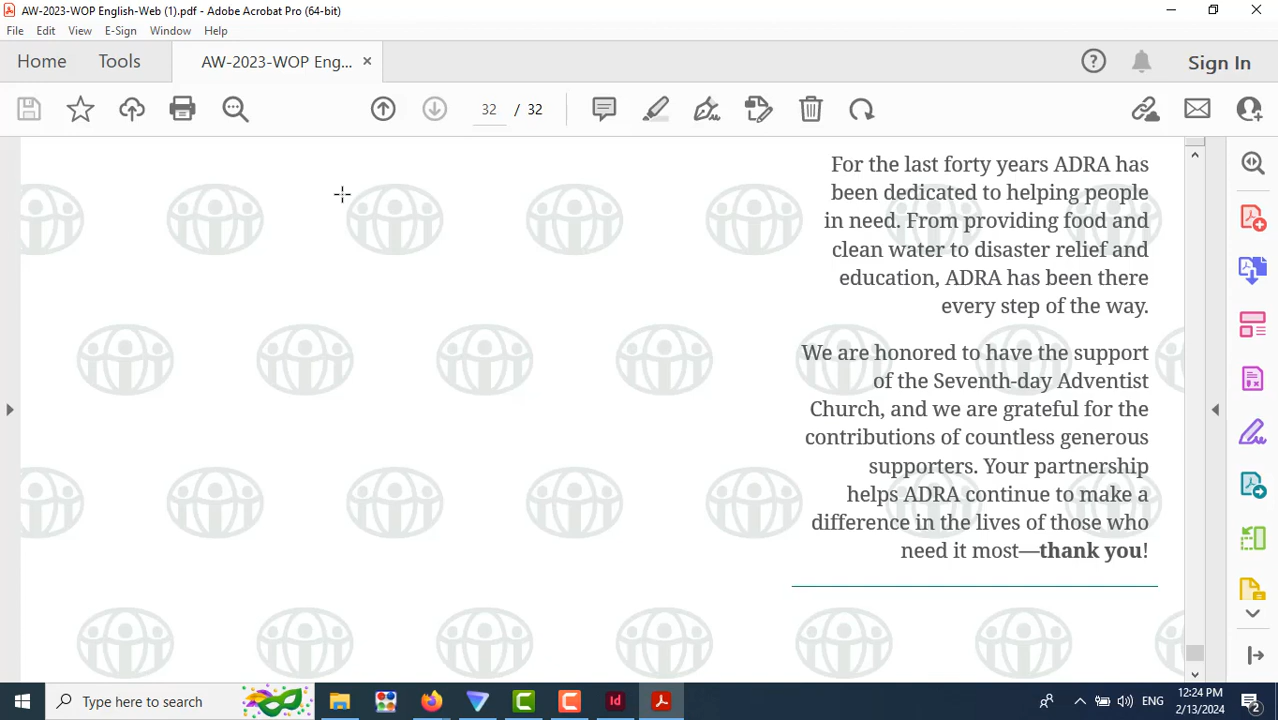 AW-2023-WOP English-Web (1).pdf - Adobe Acrobat Pro (64-bit)
File Edit View E-Sign Window Help
Home Tools AW-2023-WOP Eng... × Sign In
32 / 32
For the last forty years ADRA has
been dedicated to helping people
in need. From providing food and
clean water to disaster relief and
education, ADRA has been there
every step of the way.
We are honored to have the support
of the Seventh-day Adventist
Church, and we are grateful for the
contributions of countless generous
supporters. Your partnership
helps ADRA continue to make a
difference in the lives of those who
need it most—thank you!
Type here to search
Id
ENG
12:24 PM
2/13/2024
2